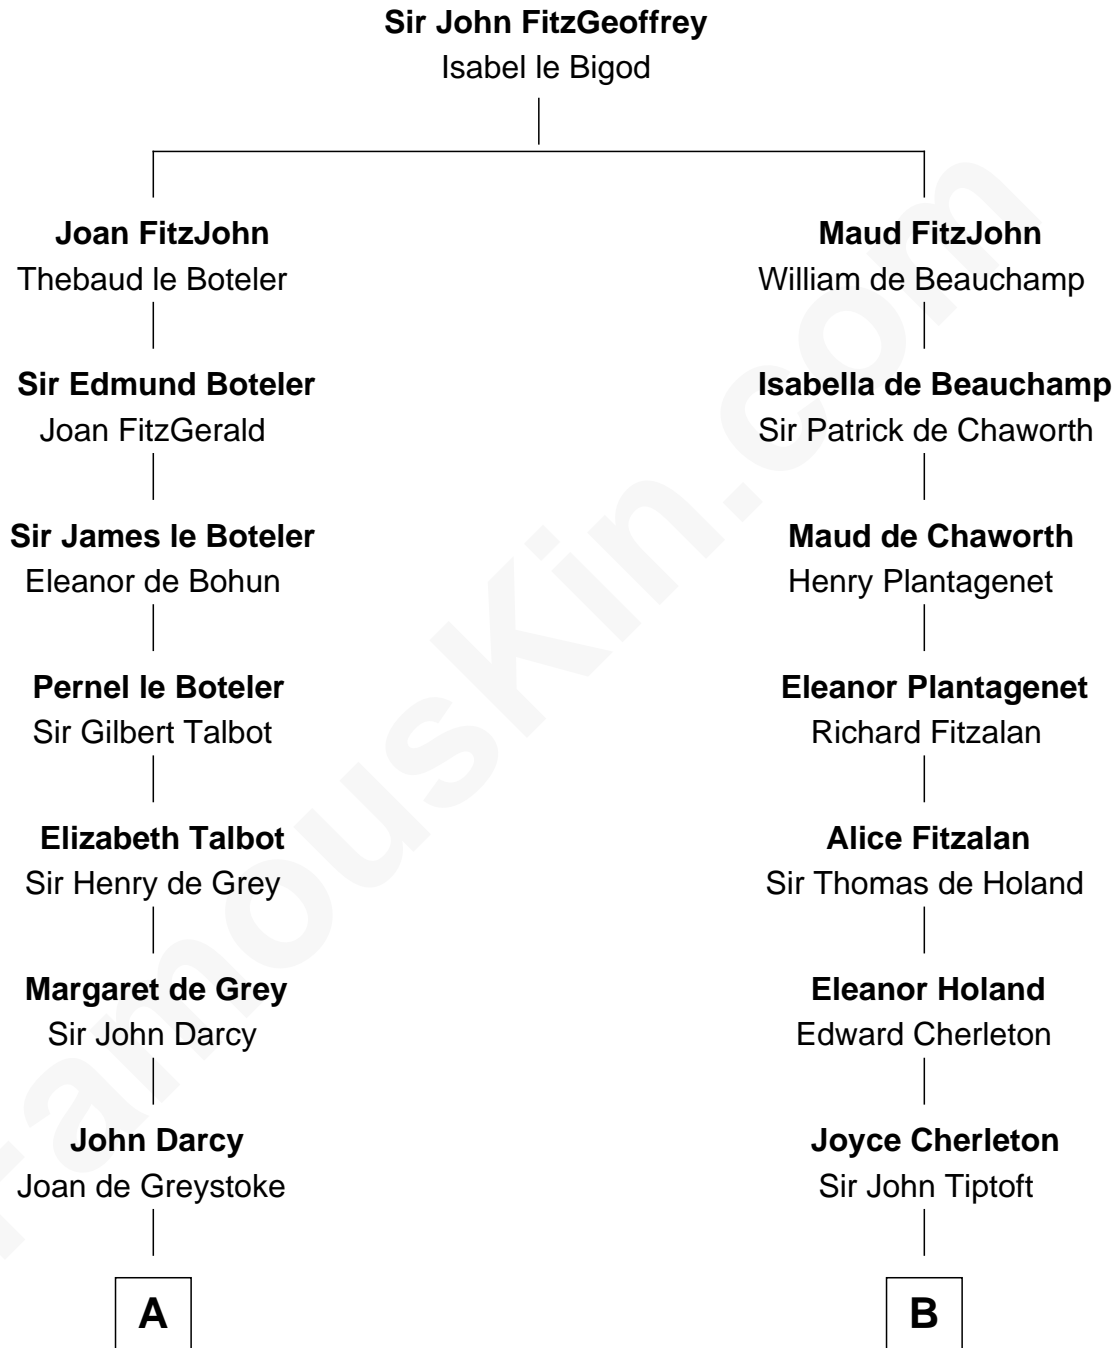 Sir John FitzGeoffrey
Isabel le Bigod
Joan FitzJohn
Thebaud le Boteler
Maud FitzJohn
William de Beauchamp
Sir Edmund Boteler
Joan FitzGerald
Isabella de Beauchamp
Sir Patrick de Chaworth
Sir James le Boteler
Eleanor de Bohun
Maud de Chaworth
Henry Plantagenet
Pernel le Boteler
Sir Gilbert Talbot
Eleanor Plantagenet
Richard Fitzalan
Elizabeth Talbot
Sir Henry de Grey
Alice Fitzalan
Sir Thomas de Holand
Margaret de Grey
Sir John Darcy
Eleanor Holand
Edward Cherleton
John Darcy
Joan de Greystoke
Joyce Cherleton
Sir John Tiptoft
A
B
FamousKin.com